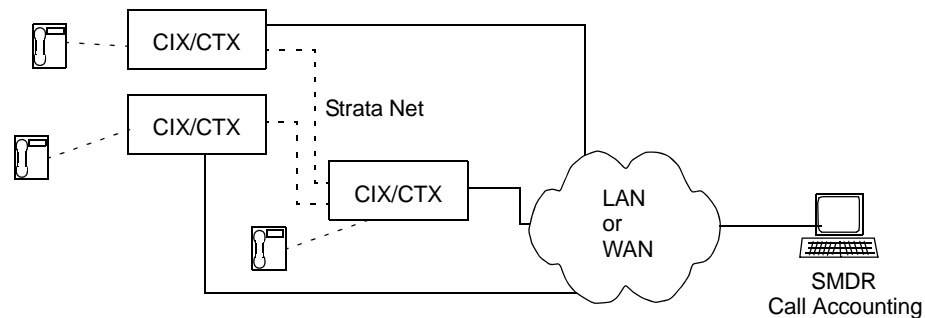 CIX/CTX
CIX/CTX
Strata Net
CIX/CTX
LAN
or
WAN
SMDR
Call Accounting